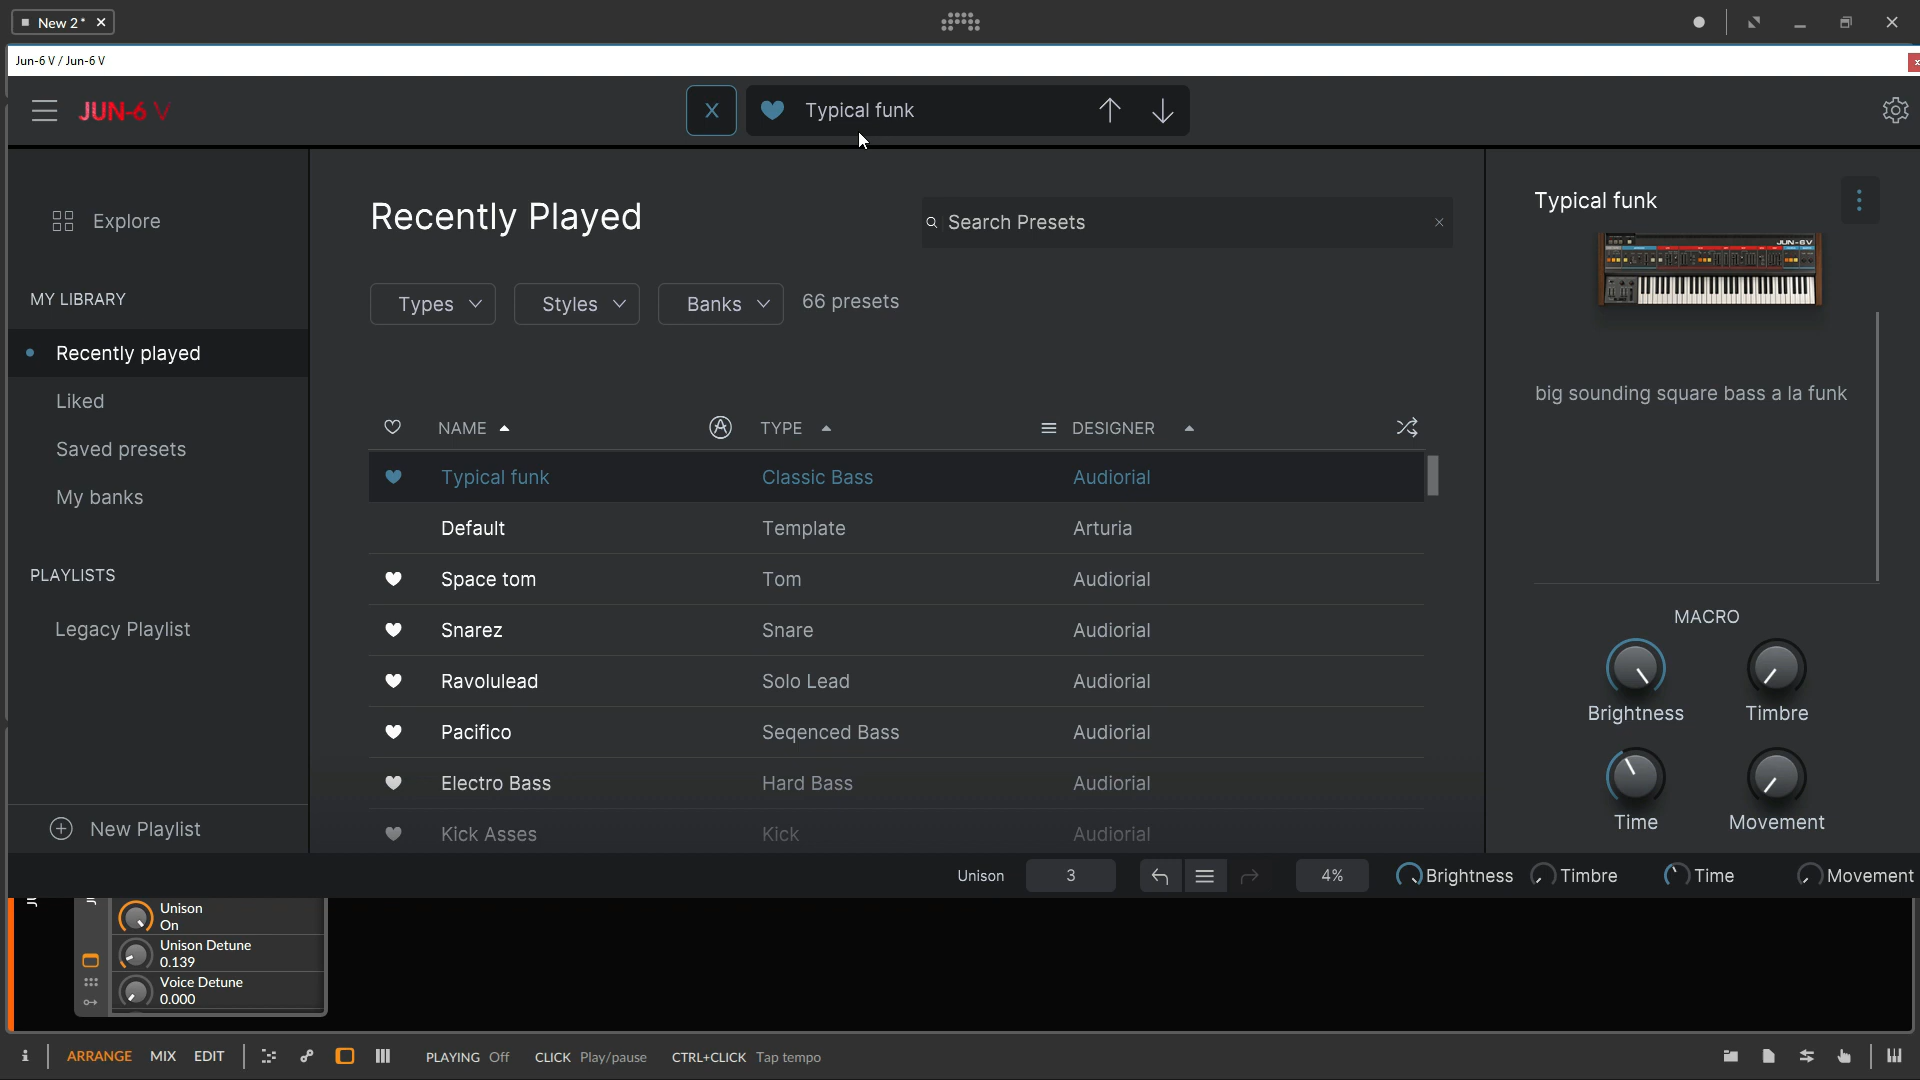 New 2*
Jun-6 V / Jun-6 V
JUN-6 V
X
Typical funk
Explore
MY LIBRARY
Recently played
Liked
Saved presets
My banks
PLAYLISTS
Legacy Playlist
New Playlist
Recently Played
Search Presets
Types
Styles
Banks
66 presets
NAME TYPE DESIGNER
Typical funk Classic Bass Audiorial
Default Template Arturia
Space tom Tom Audiorial
Snarez Snare Audiorial
Ravolulead Solo Lead Audiorial
Pacifico Seqenced Bass Audiorial
Electro Bass Hard Bass Audiorial
Kick Asses Kick Audiorial
Typical funk
JUN-6V
big sounding square bass a la funk
MACRO
Brightness Timbre
Time Movement
Unison 3 4% Brightness Timbre Time Movement
Unison
On
Unison Detune
0.139
Voice Detune
0.000
i ARRANGE MIX EDIT PLAYING Off CLICK Play/pause CTRL+CLICK Tap tempo